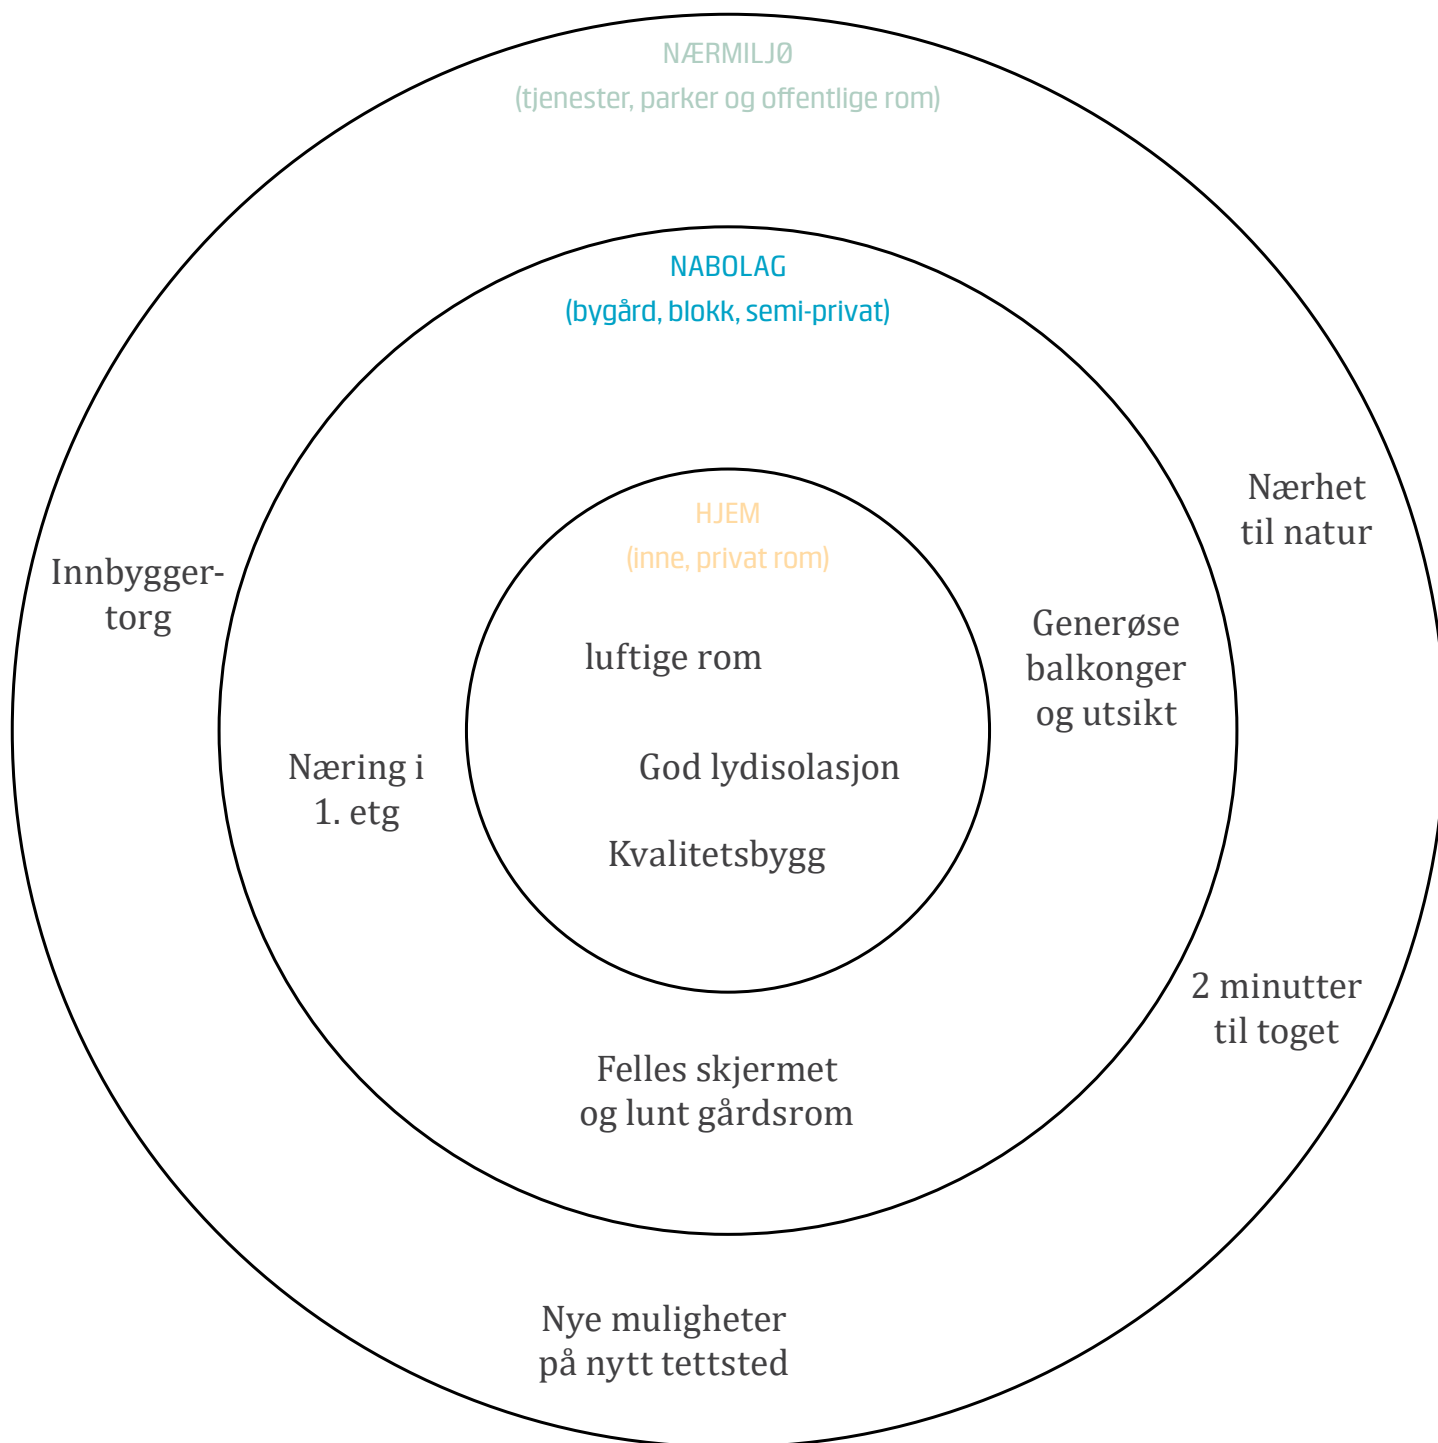 NÆRMILJØ
(tjenester, parker og offentlige rom)
NABOLAG
(bygård, blokk, semi-privat)
HJEM
(inne, privat rom)
Nærhet
til natur
Innbygger-
torg
Generøse
balkonger
og utsikt
luftige rom
Næring i
1. etg
God lydisolasjon
Kvalitetsbygg
2 minutter
til toget
Felles skjermet
og lunt gårdsrom
Nye muligheter
på nytt tettsted